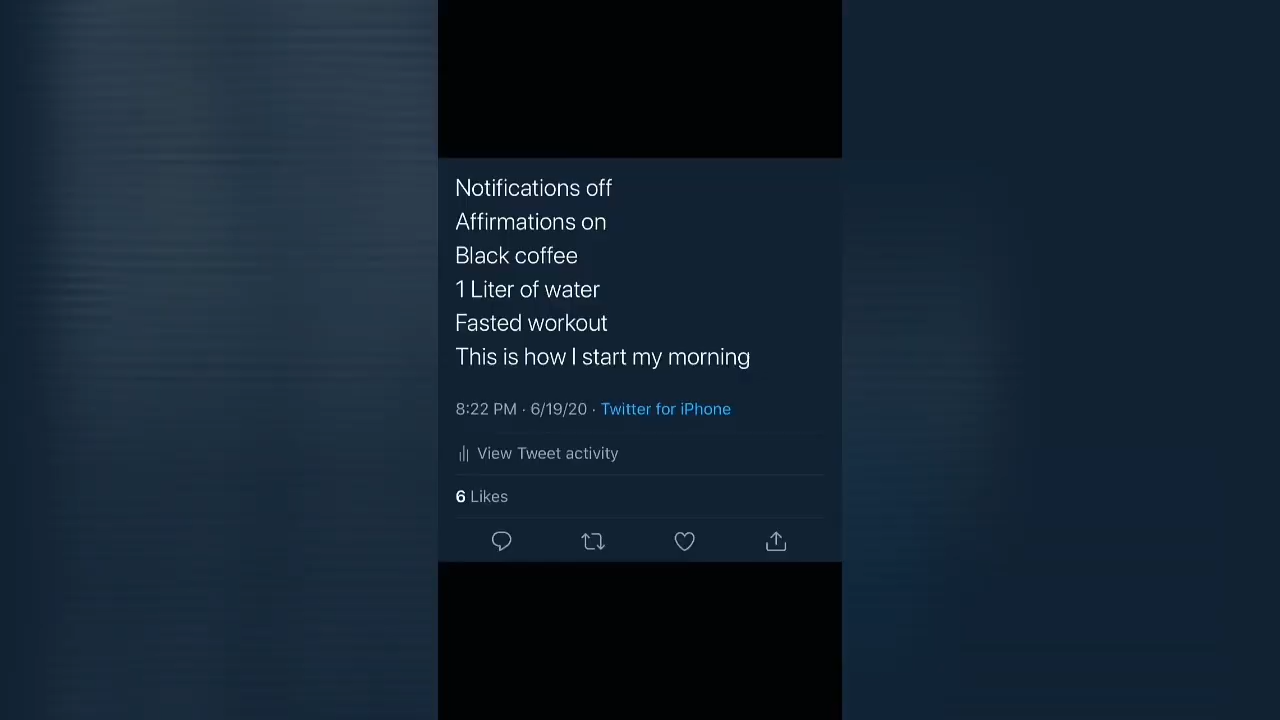 Notifications off
Affirmations on
Black coffee
1 Liter of water
Fasted workout
This is how I start my morning
8:22 PM · 6/19/20 · Twitter for iPhone
View Tweet activity
6 Likes